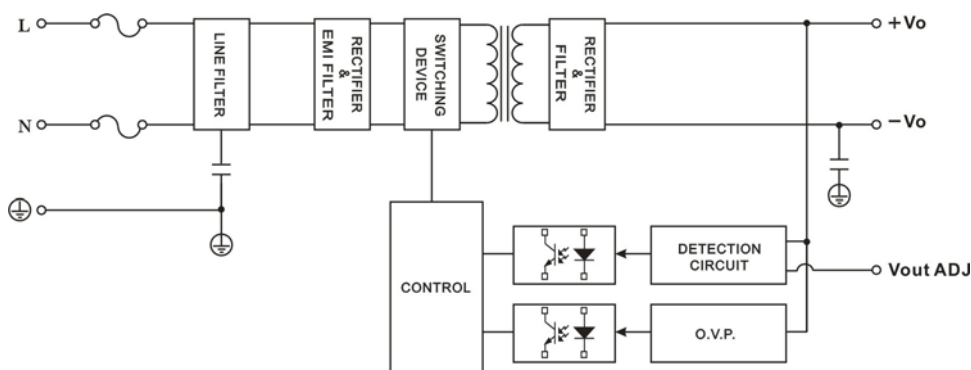 L
N
LINE FILTER
RECTIFIER
&
EMI FILTER
SWITCHING
DEVICE
RECTIFIER
&
FILTER
+Vo
−Vo
CONTROL
DETECTION
CIRCUIT
Vout ADJ
O.V.P.